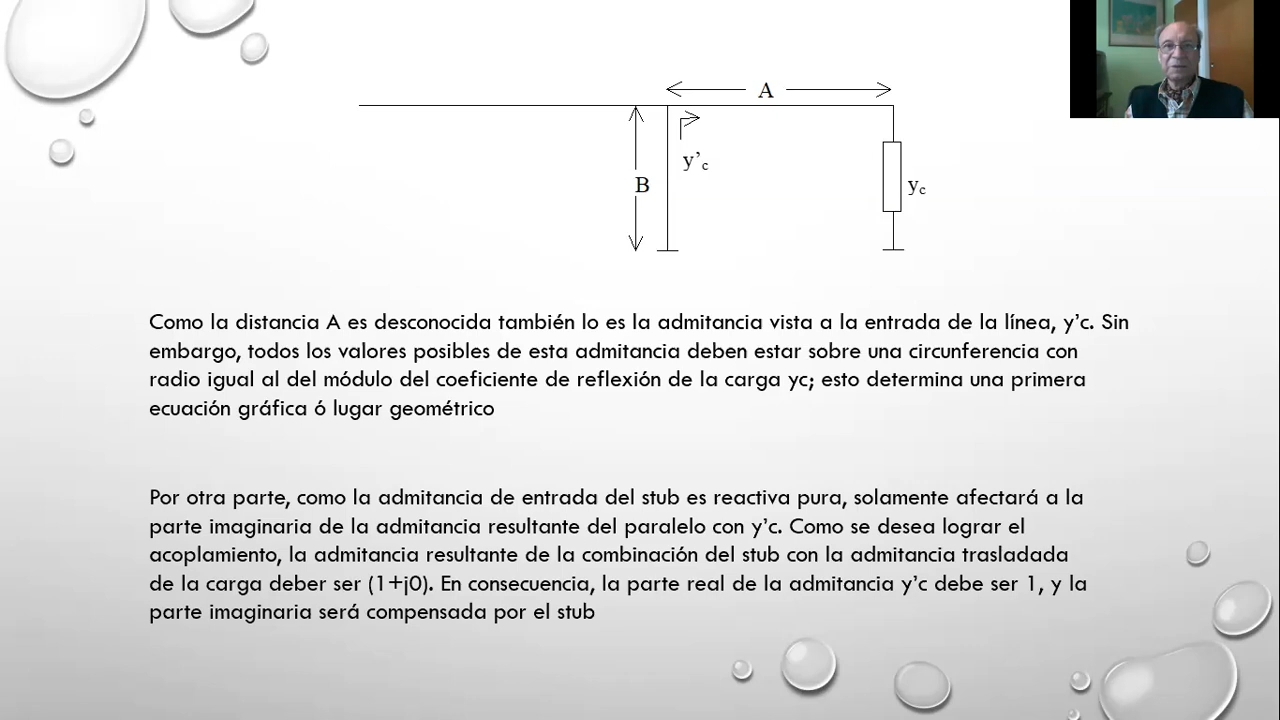 A
y'c
B
yc
Como la distancia A es desconocida también lo es la admitancia vista a la entrada de la línea, y'c. Sin
embargo, todos los valores posibles de esta admitancia deben estar sobre una circunferencia con
radio igual al del módulo del coeficiente de reflexión de la carga yc; esto determina una primera
ecuación gráfica ó lugar geométrico
Por otra parte, como la admitancia de entrada del stub es reactiva pura, solamente afectará a la
parte imaginaria de la admitancia resultante del paralelo con y'c. Como se desea lograr el
acoplamiento, la admitancia resultante de la combinación del stub con la admitancia trasladada
de la carga deber ser (1+j0). En consecuencia, la parte real de la admitancia y'c debe ser 1, y la
parte imaginaria será compensada por el stub